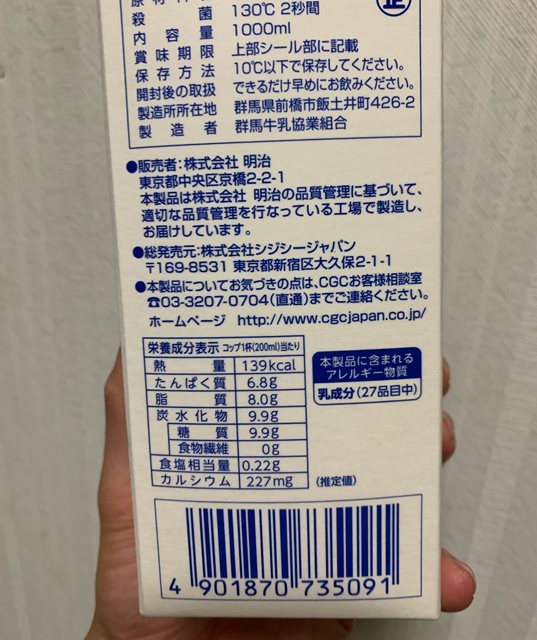 殺菌 130℃ 2秒間
内容量 1000ml
賞味期限 上部シール部に記載
保存方法 10℃以下で保存してください。
開封後の取扱 できるだけ早めにお飲みください。
製造所所在地 群馬県前橋市飯土井町426-2
製造者 群馬牛乳協業組合
●販売者:株式会社 明治
東京都中央区京橋2-2-1
本製品は株式会社 明治の品質管理に基づいて、
適切な品質管理を行なっている工場で製造し、
お届けしています。
●総発売元:株式会社シジシージャパン
〒169-8531 東京都新宿区大久保2-1-1
●本製品についてお気づきの点は、CGCお客様相談室
☎03-3207-0704(直通)までご連絡ください。
ホームページ http://www.cgcjapan.co.jp/
栄養成分表示 コップ1杯(200ml)当たり
熱量 139kcal
たんぱく質 6.8g
脂質 8.0g
炭水化物 9.9g
糖質 9.9g
食物繊維 0g
食塩相当量 0.22g
カルシウム 227mg
(推定値)
本製品に含まれる
アレルギー物質
乳成分(27品目中)
4 901870 735091